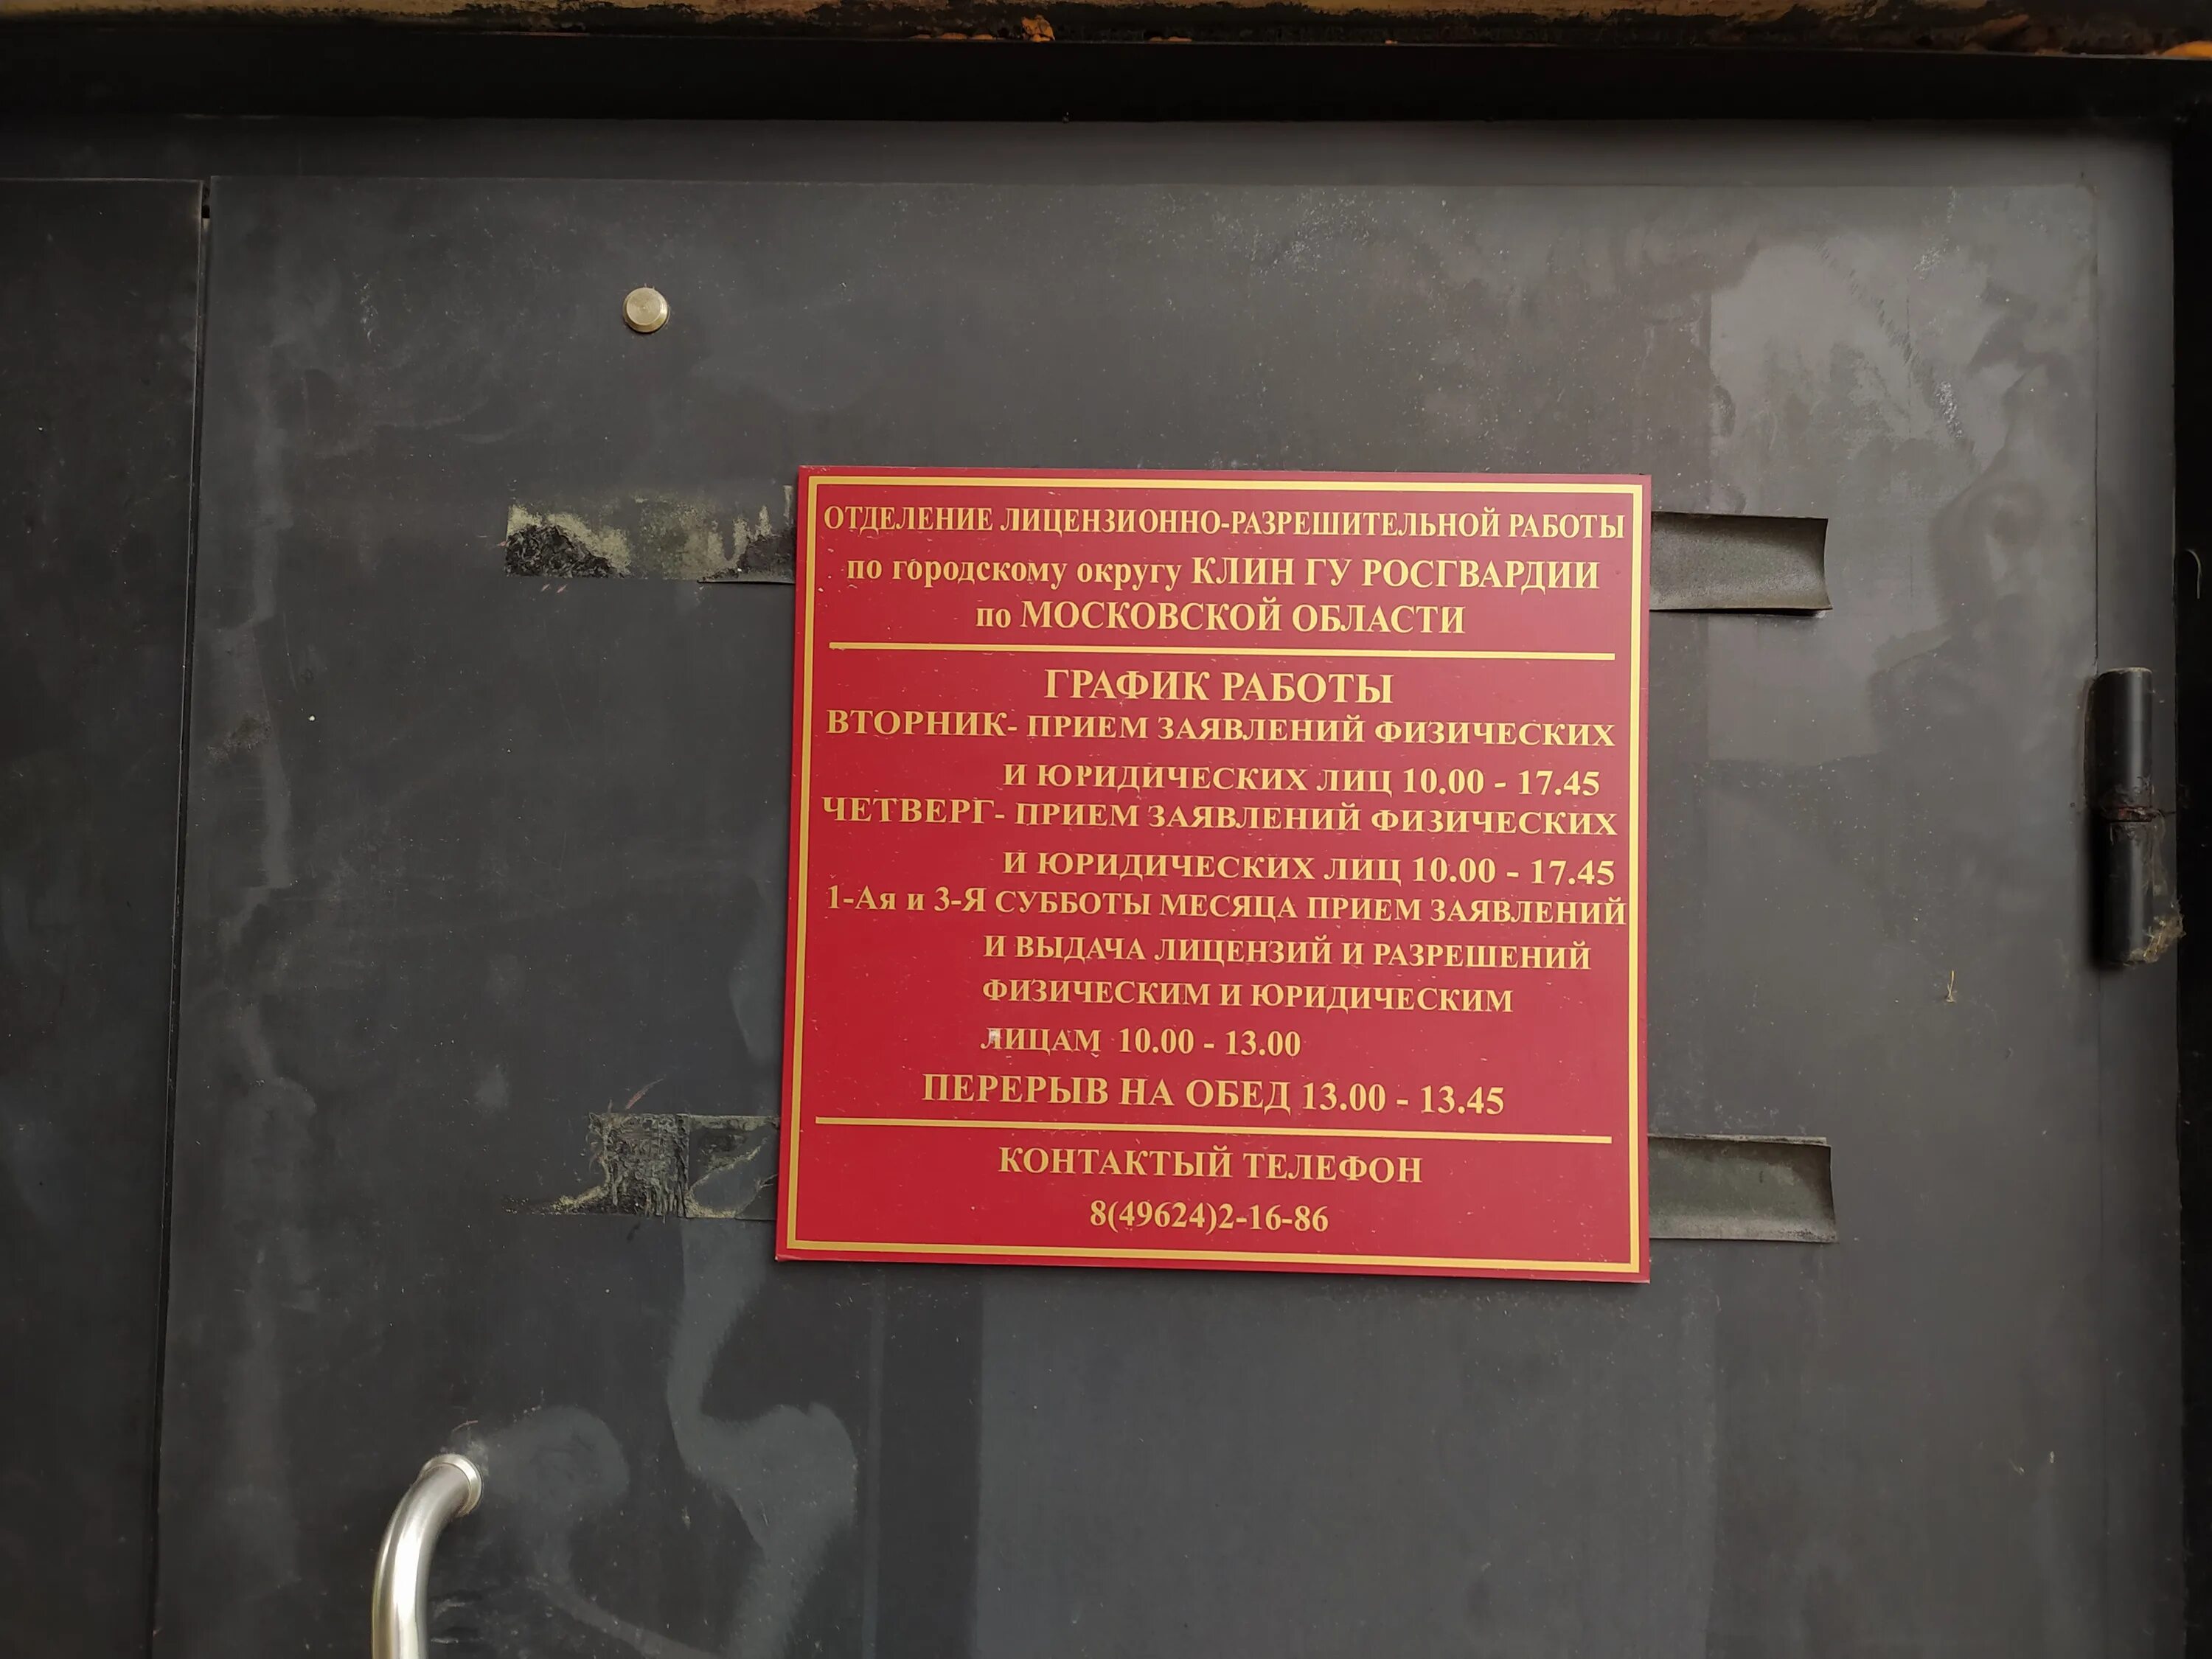 ОТДЕЛЕНИЕ ЛИЦЕНЗИОННО-РАЗРЕШИТЕЛЬНОЙ РАБОТЫ
по городскому округу КЛИН ГУ РОСГВАРДИИ
по МОСКОВСКОЙ ОБЛАСТИ
ГРАФИК РАБОТЫ
ВТОРНИК- ПРИЕМ ЗАЯВЛЕНИЙ ФИЗИЧЕСКИХ
И ЮРИДИЧЕСКИХ ЛИЦ 10.00 - 17.45
ЧЕТВЕРГ- ПРИЕМ ЗАЯВЛЕНИЙ ФИЗИЧЕСКИХ
И ЮРИДИЧЕСКИХ ЛИЦ 10.00 - 17.45
1-Ая и 3-Я СУББОТЫ МЕСЯЦА ПРИЕМ ЗАЯВЛЕНИЙ
И ВЫДАЧА ЛИЦЕНЗИЙ И РАЗРЕШЕНИЙ
ФИЗИЧЕСКИМ И ЮРИДИЧЕСКИМ
ЛИЦАМ 10.00 - 13.00
ПЕРЕРЫВ НА ОБЕД 13.00 - 13.45
КОНТАКТЫЙ ТЕЛЕФОН
8(49624)2-16-86